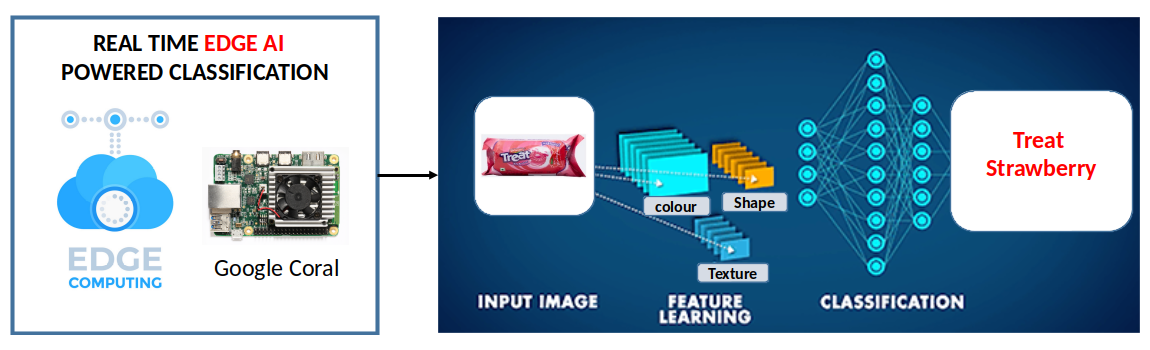 REAL TIME EDGE AI
POWERED CLASSIFICATION
EDGE
COMPUTING
Google Coral
Treat
colour
Shape
Texture
INPUT IMAGE
FEATURE
LEARNING
CLASSIFICATION
Treat
Strawberry